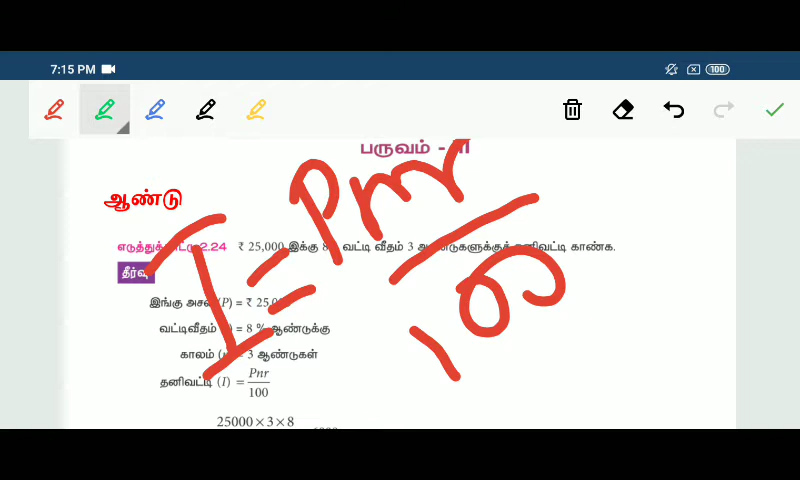 7:15 PM
100
பருவம் - III
ஆண்டு
எடுத்துக்காட்டு 2.24 ₹ 25,000 இக்கு 8% வட்டி வீதம் 3 ஆண்டுகளுக்குத் தனிவட்டி காண்க.
தீர்வு
இங்கு அசல் (P) = ₹ 25,000
வட்டிவீதம் = 8 % ஆண்டுக்கு
காலம் (n) = 3 ஆண்டுகள்
தனிவட்டி (I) = Pnr
100
25000 × 3 × 8
I = Pnr
100